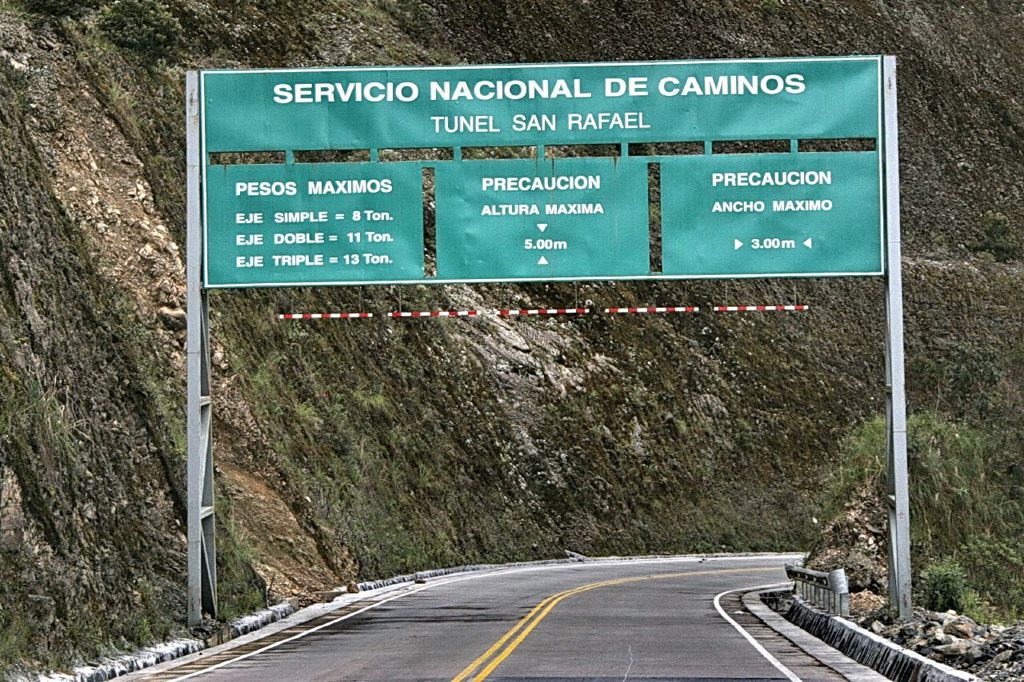 SERVICIO NACIONAL DE CAMINOS
TUNEL SAN RAFAEL
PESOS MAXIMOS
EJE SIMPLE = 8 Ton.
EJE DOBLE = 11 Ton.
EJE TRIPLE = 13 Ton.
PRECAUCION
ALTURA MAXIMA
5.00m
PRECAUCION
ANCHO MAXIMO
3.00m